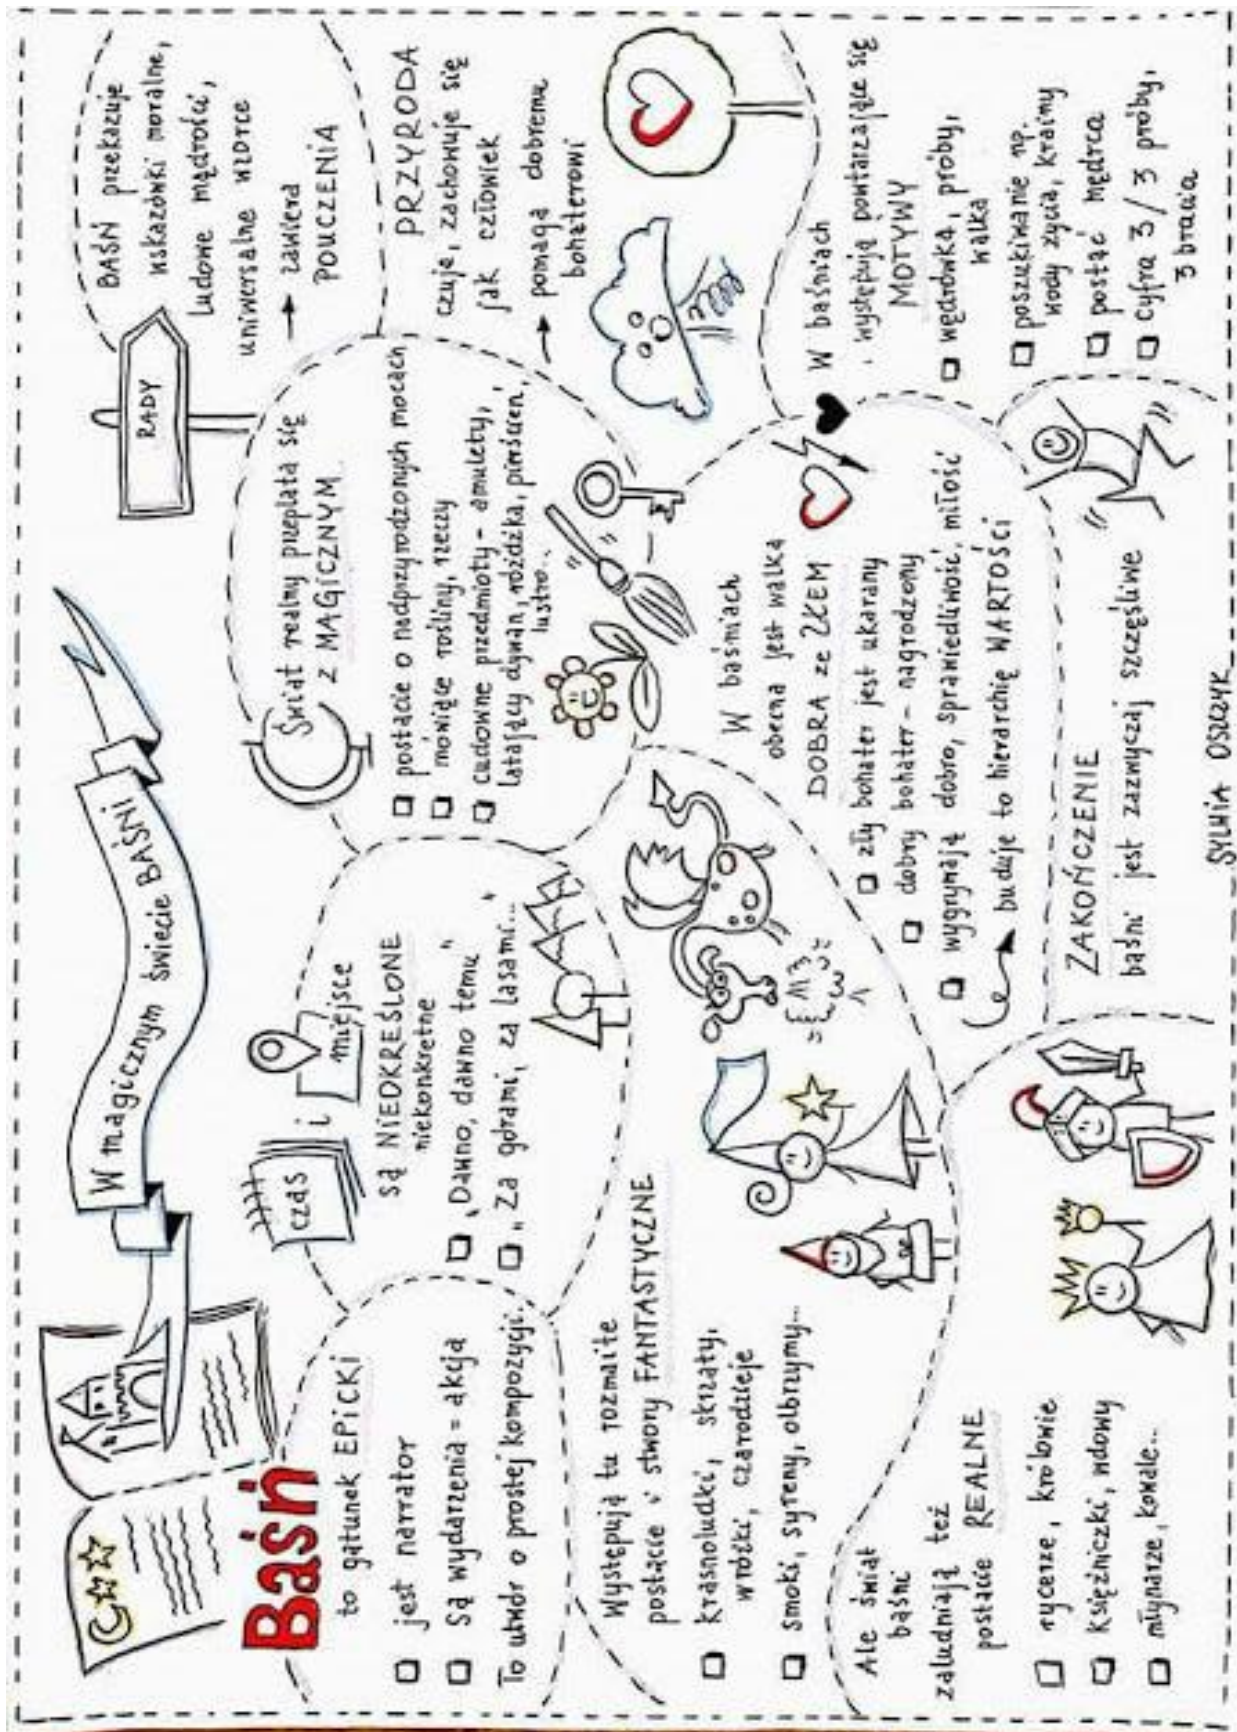 W magicznym świecie BAŚNI
Baśń
to gatunek EPICKI
jest narrator
Są wydarzenia = akcja
To utwór o prostej kompozycji.
czas
i
miejsce
są NIEOKREŚLONE
niekonkretne
„Dawno, dawno temu”
„Za górami, za lasami...”
Świat realny przeplata się
z MAGICZNYM
postacie o nadprzyrodzonych mocach
mówiące rośliny, rzeczy
cudowne przedmioty - amulety,
latający dywan, różdżka, pierścień,
lustro...
RADY
BAŚŃ przekazuje
wskazówki moralne,
ludowe mądrości,
uniwersalne wzorce
→ zawiera
POUCZENIA
PRZYRODA
czuje, zachowuje się
jak człowiek
→ pomaga dobremu
bohaterowi
Występują tu rozmaite
postacie i stwory FANTASTYCZNE
krasnoludki, skrzaty,
wróżki, czarodzieje
smoki, syreny, olbrzymy...
Ale świat
baśni
zaludniają też
postacie REALNE
rycerze, królowie
księżniczki, wdowy
młynarze, kowale...
W baśniach
obecna jest walka
DOBRA ze ZŁEM
zły bohater jest ukarany
dobry bohater - nagrodzony
wygrywają dobro, sprawiedliwość, miłość
buduje to hierarchię WARTOŚCI
ZAKOŃCZENIE
baśni jest zazwyczaj szczęśliwe
W baśniach
występują powtarzające się
MOTYWY
wędrówka, próby,
walka
poszukiwanie np.
wody życia, krainy
postać mędrca
cyfra 3 / 3 próby,
3 bracia
SYLWIA OSZCZYK